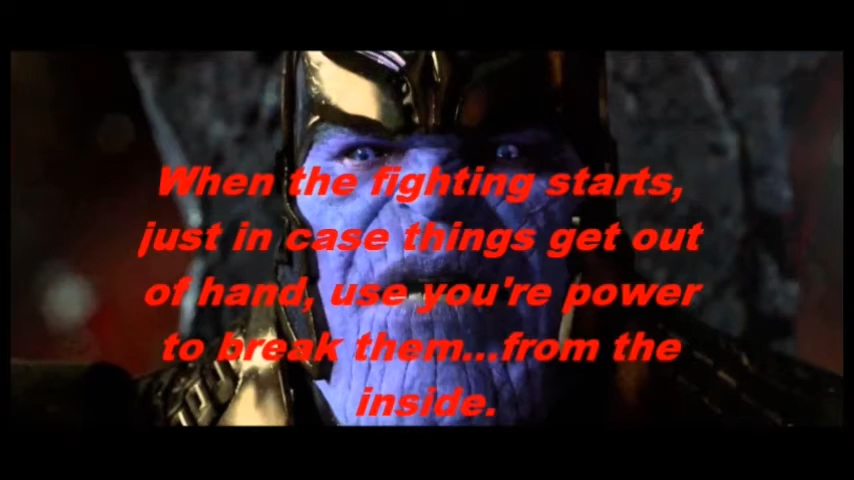 When the fighting starts,
just in case things get out
of hand, use you're power
to break them...from the
inside.